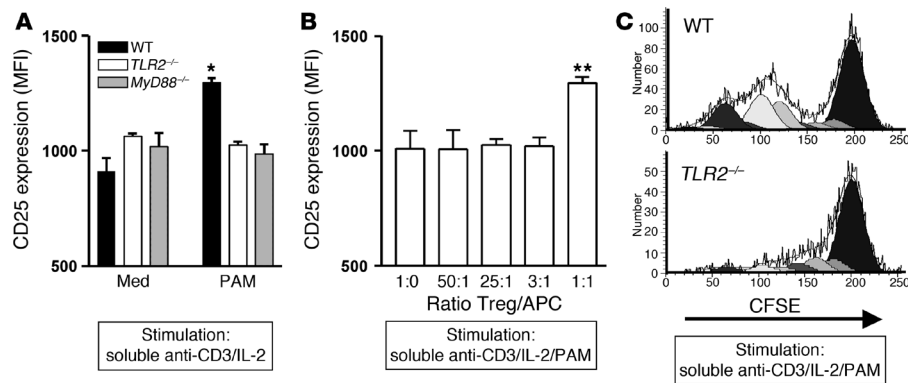 A
CD25 expression (MFI)
1500
1000
500
WT
TLR2–/–
MyD88–/–
*
Med
PAM
Stimulation:
soluble anti-CD3/IL-2
B
CD25 expression (MFI)
1500
1000
500
**
1:0 50:1 25:1 3:1 1:1
Ratio Treg/APC
Stimulation:
soluble anti-CD3/IL-2/PAM
C
WT
Number
100
80
60
40
20
0
0 50 100 150 200 250
TLR2–/–
Number
50
40
30
20
10
0
0 50 100 150 200 250
CFSE
Stimulation:
soluble anti-CD3/IL-2/PAM